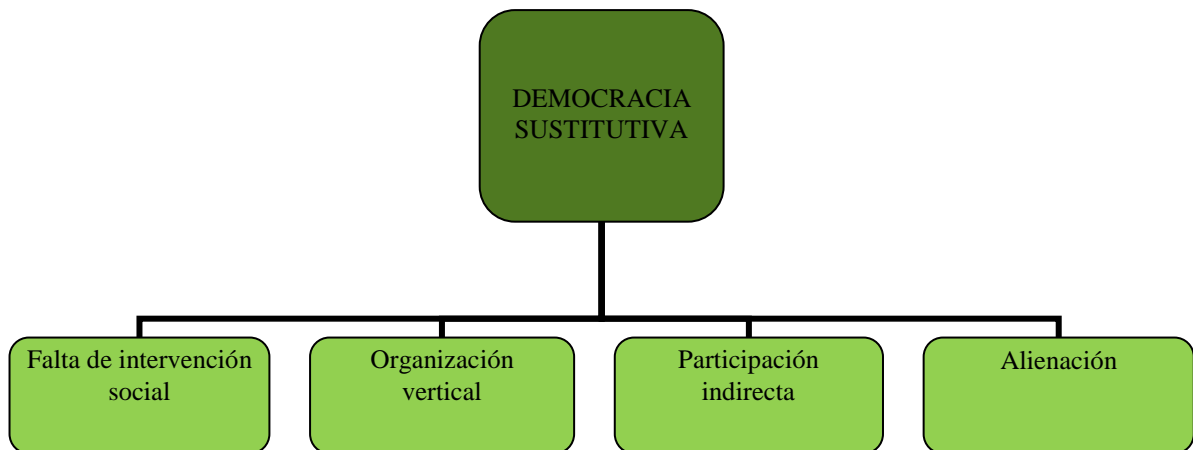 DEMOCRACIA
SUSTITUTIVA
Falta de intervención
social
Organización
vertical
Participación
indirecta
Alienación